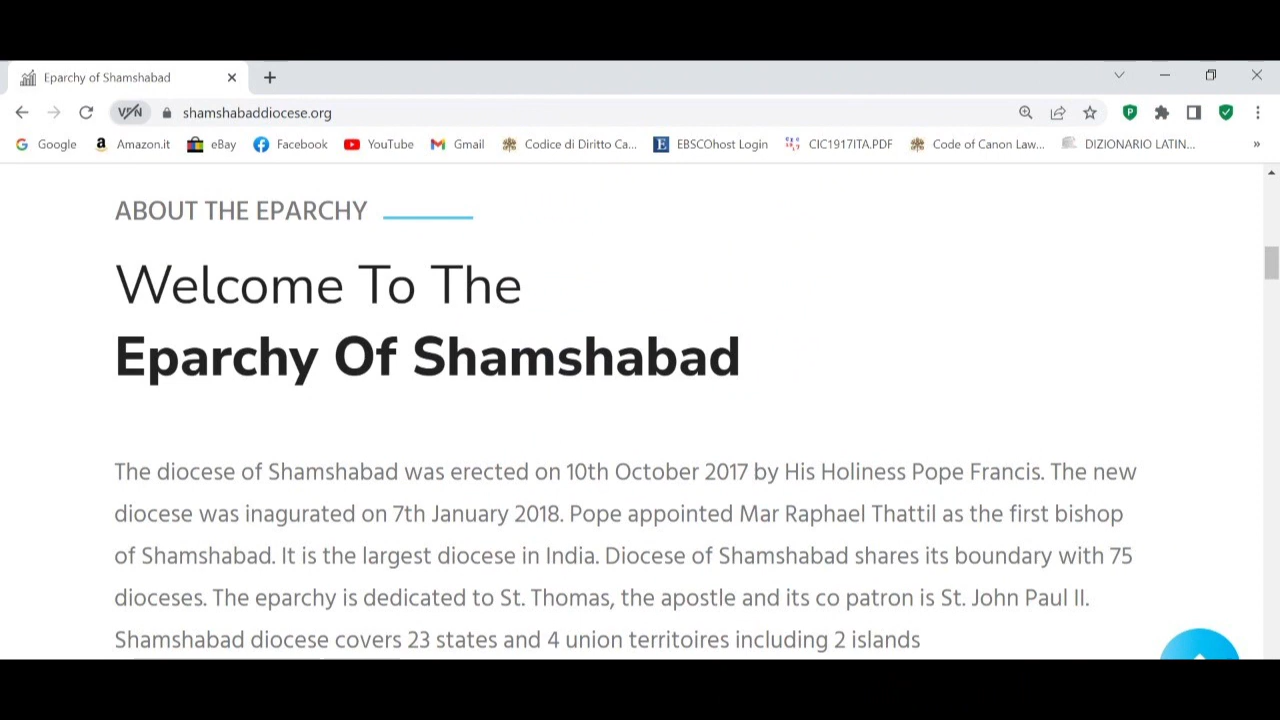 Eparchy of Shamshabad
VPN
shamshabaddiocese.org
Google
Amazon.it
eBay
Facebook
YouTube
Gmail
Codice di Diritto Ca...
EBSCOhost Login
CIC1917ITA.PDF
Code of Canon Law...
DIZIONARIO LATIN...
»
ABOUT THE EPARCHY
Welcome To The
Eparchy Of Shamshabad
The diocese of Shamshabad was erected on 10th October 2017 by His Holiness Pope Francis. The new
diocese was inagurated on 7th January 2018. Pope appointed Mar Raphael Thattil as the first bishop
of Shamshabad. It is the largest diocese in India. Diocese of Shamshabad shares its boundary with 75
dioceses. The eparchy is dedicated to St. Thomas, the apostle and its co patron is St. John Paul II.
Shamshabad diocese covers 23 states and 4 union territoires including 2 islands